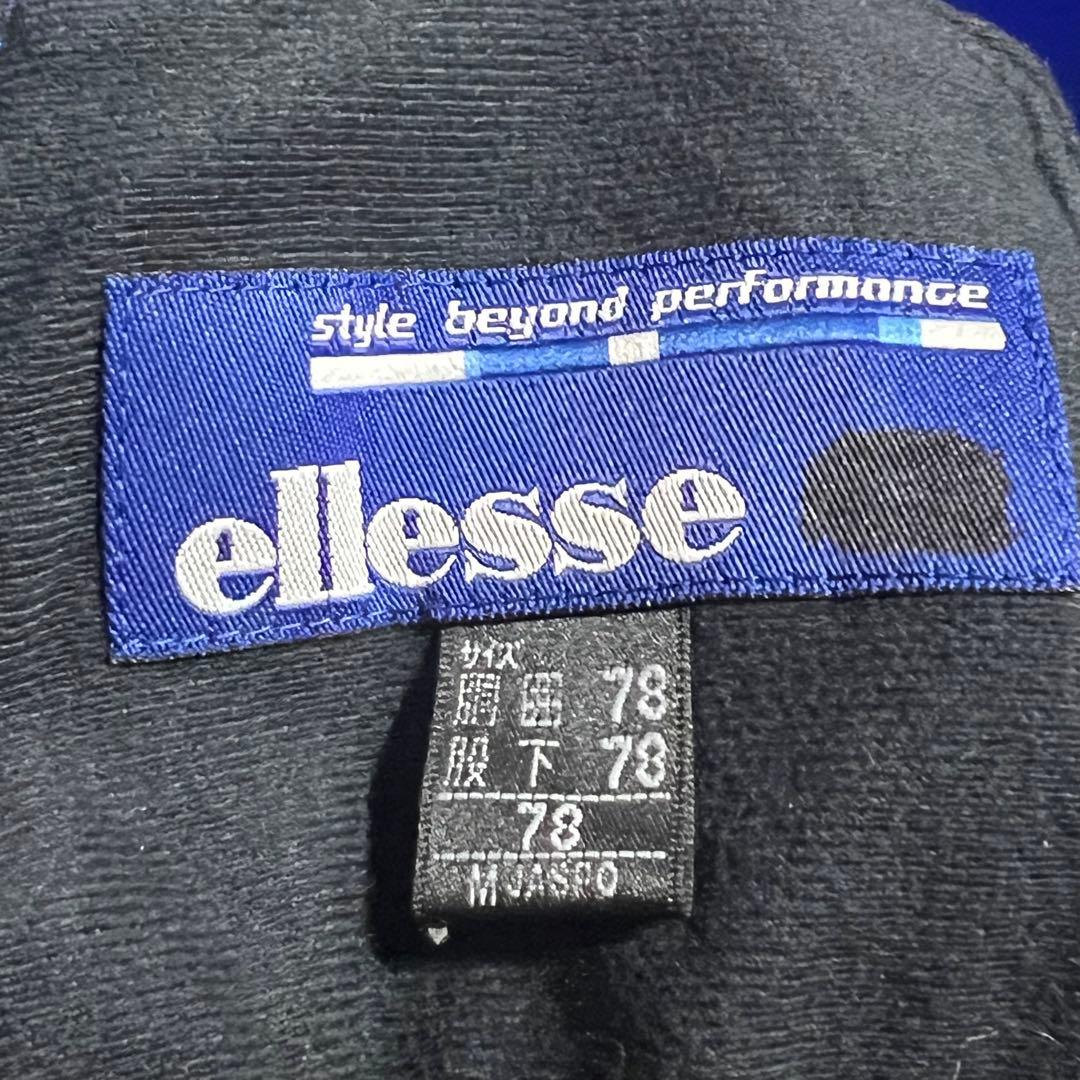 style beyond performance
ellesse
サイズ
胴囲 78
股下 78
78
M JASPO